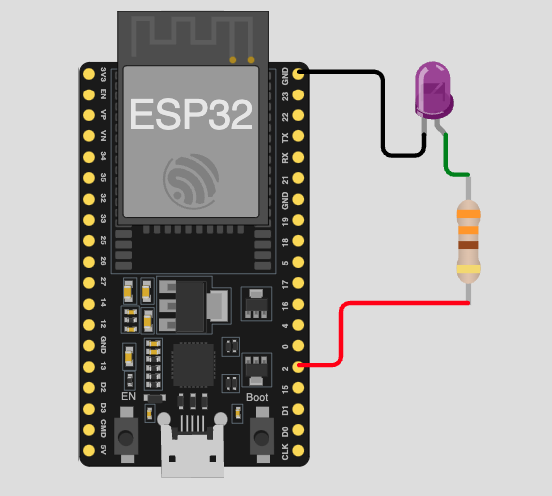 ESP32
3V3
EN
VP
VN
34
35
32
33
25
26
27
14
12
GND
13
D2
D3
CMD
5V
GND
23
22
TX
RX
21
GND
19
18
5
17
16
4
0
2
15
D1
D0
CLK
EN
Boot